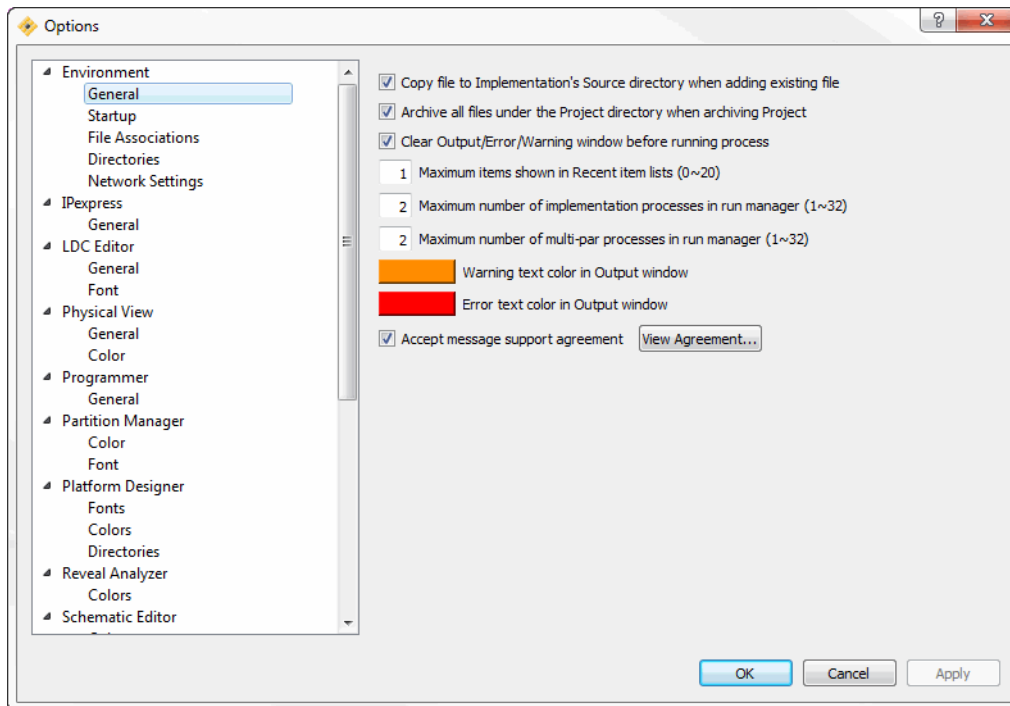 Options
Environment
General
Startup
File Associations
Directories
Network Settings
IPexpress
General
LDC Editor
General
Font
Physical View
General
Color
Programmer
General
Partition Manager
Color
Font
Platform Designer
Fonts
Colors
Directories
Reveal Analyzer
Colors
Schematic Editor
Copy file to Implementation's Source directory when adding existing file
Archive all files under the Project directory when archiving Project
Clear Output/Error/Warning window before running process
1 Maximum items shown in Recent item lists (0~20)
2 Maximum number of implementation processes in run manager (1~32)
2 Maximum number of multi-par processes in run manager (1~32)
Warning text color in Output window
Error text color in Output window
Accept message support agreement View Agreement...
OK Cancel Apply